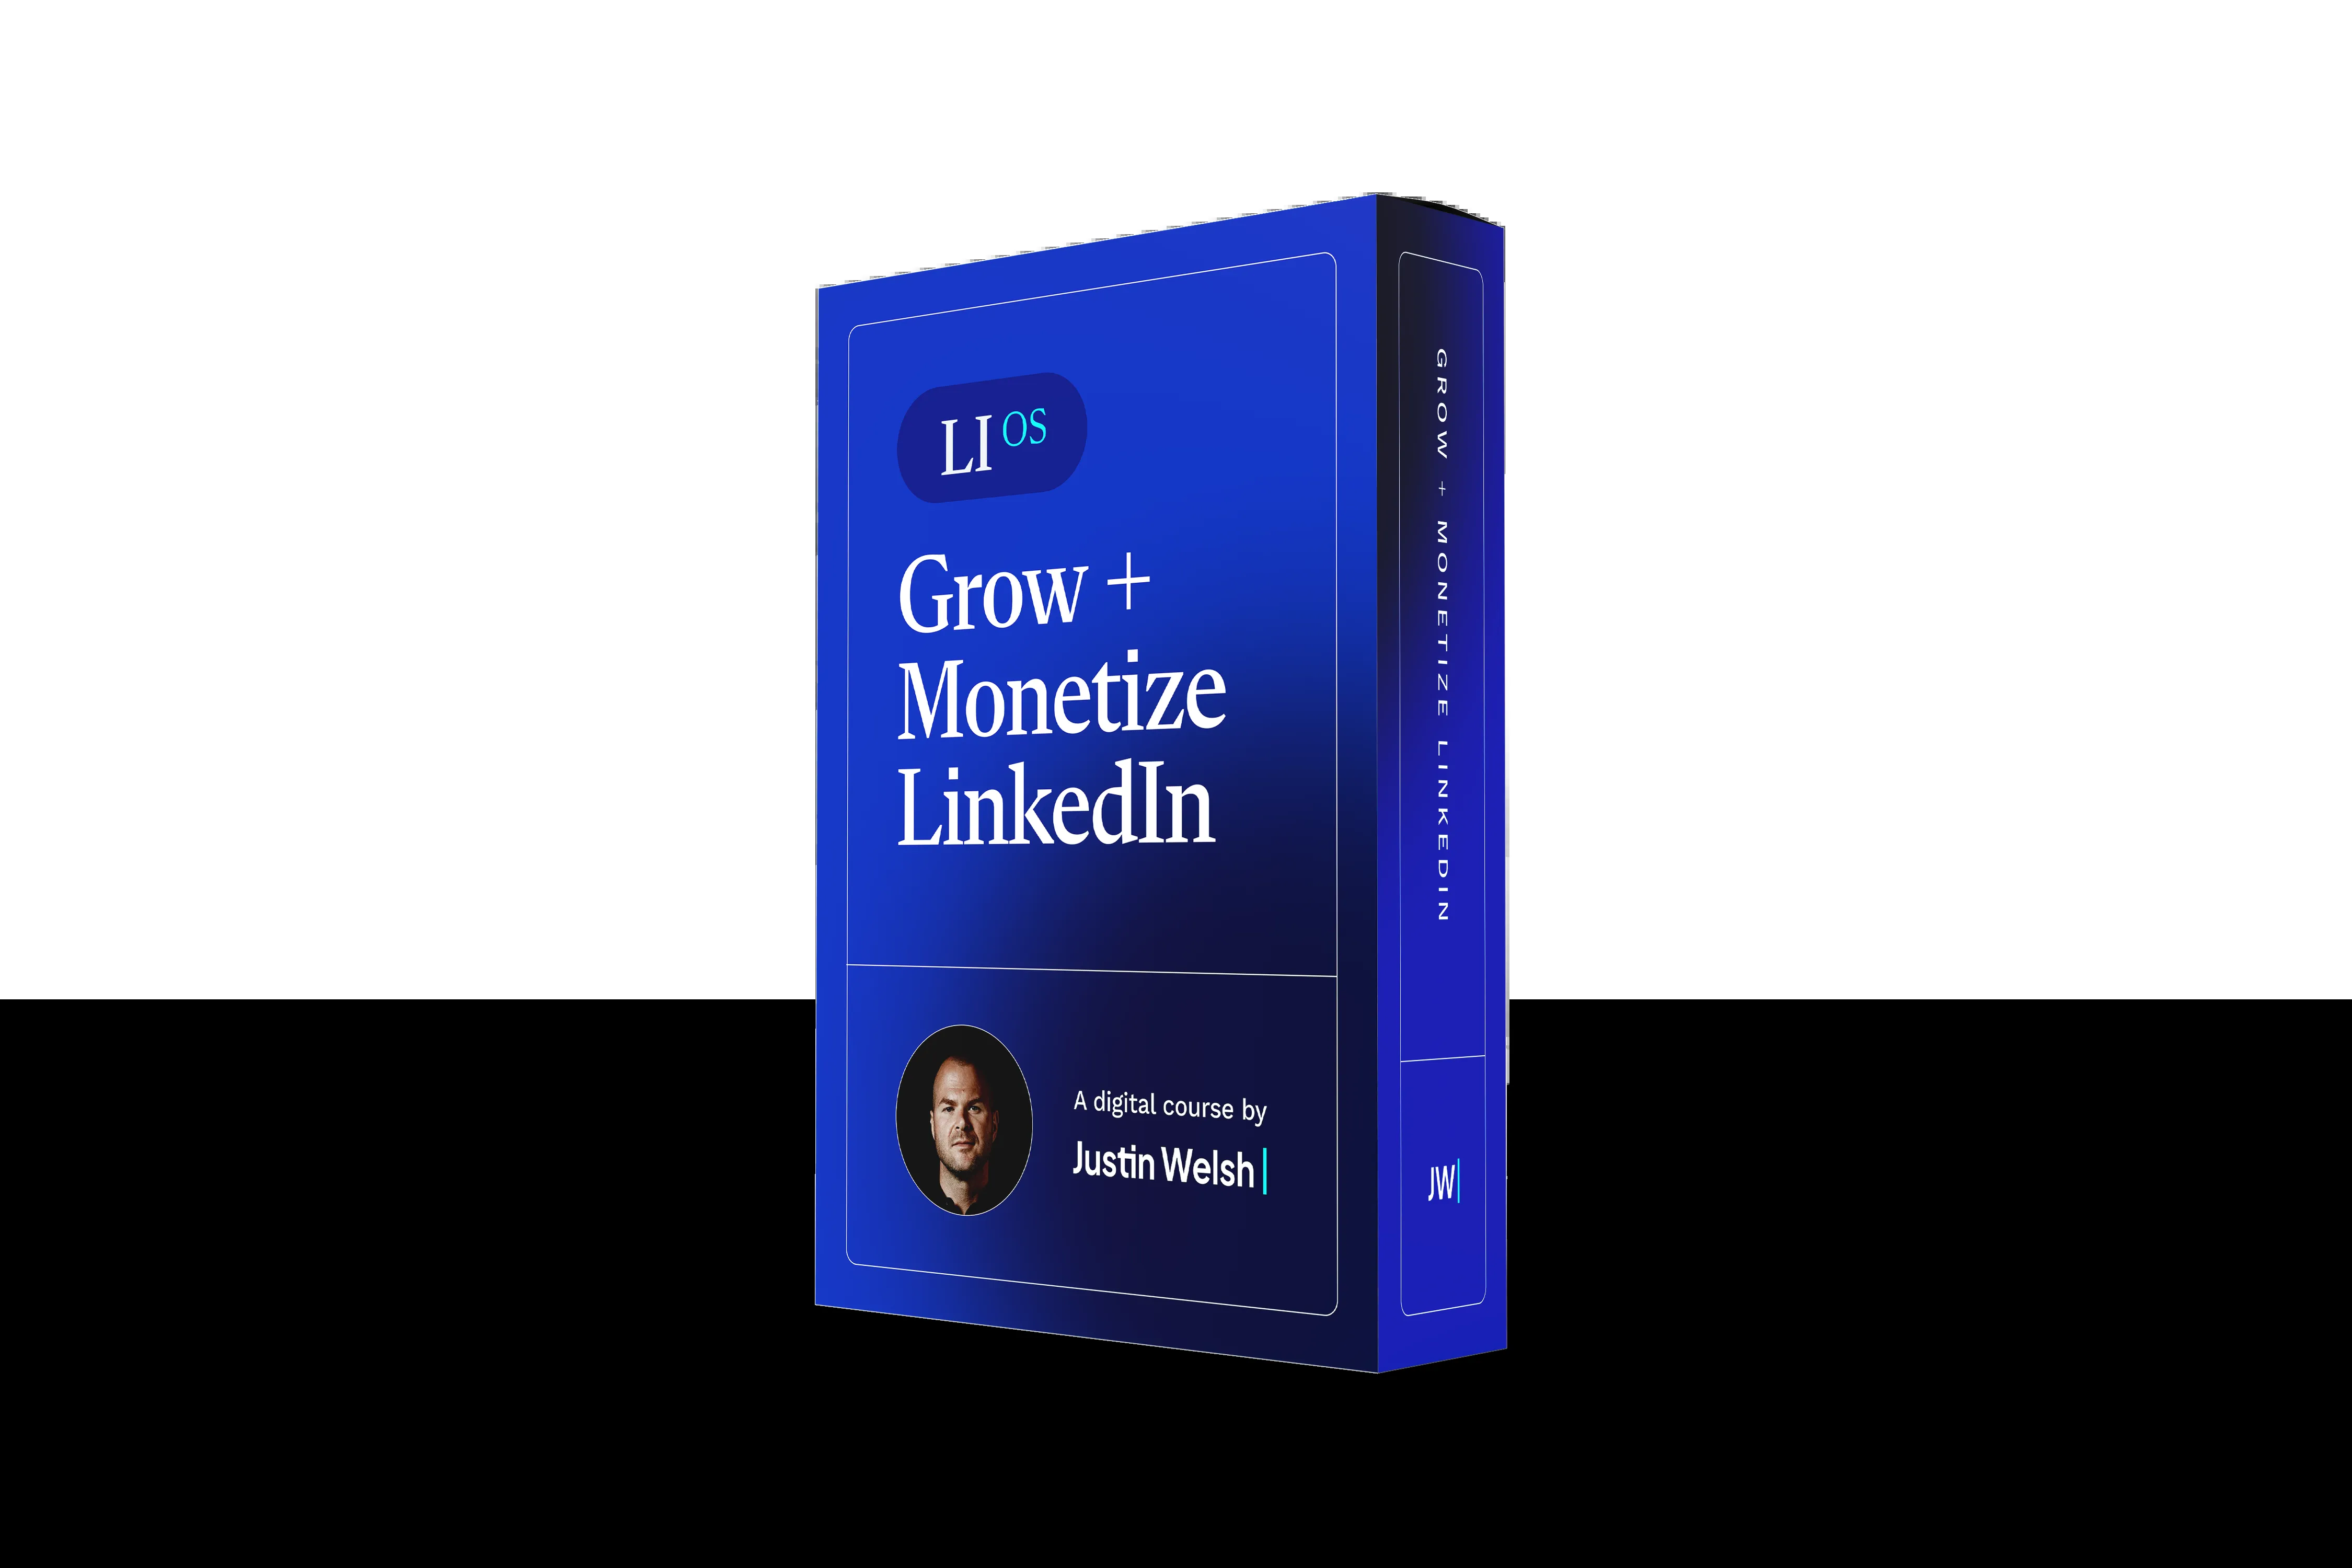 LI OS
Grow +
Monetize
LinkedIn
A digital course by
Justin Welsh
GROW + MONETIZE LINKEDIN
JW